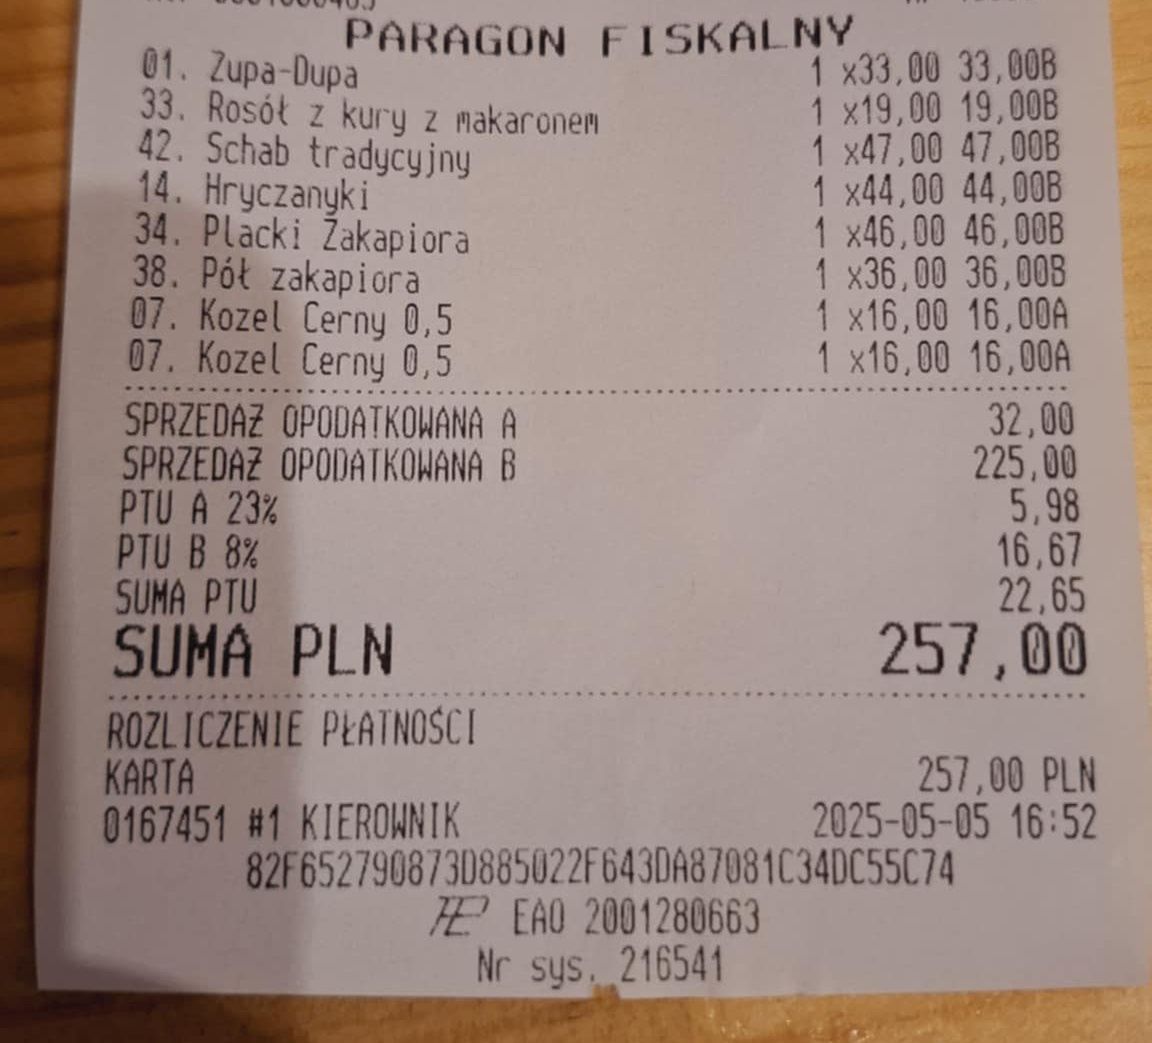 PARAGON FISKALNY
01. Zupa-Dupa 1 x33,00 33,00B
33. Rosół z kury z makaronem 1 x19,00 19,00B
42. Schab tradycyjny 1 x47,00 47,00B
14. Hryczanyki 1 x44,00 44,00B
34. Placki Zakapiora 1 x46,00 46,00B
38. Pół zakapiora 1 x36,00 36,00B
07. Kozel Cerny 0,5 1 x16,00 16,00A
07. Kozel Cerny 0,5 1 x16,00 16,00A
SPRZEDAŻ OPODATKOWANA A 32,00
SPRZEDAŻ OPODATKOWANA B 225,00
PTU A 23% 5,98
PTU B 8% 16,67
SUMA PTU 22,65
SUMA PLN 257,00
ROZLICZENIE PŁATNOŚCI
KARTA 257,00 PLN
0167451 #1 KIEROWNIK 2025-05-05 16:52
82F652790873D885022F643DA87081C34DC55C74
EAO 2001280663
Nr sys. 216541